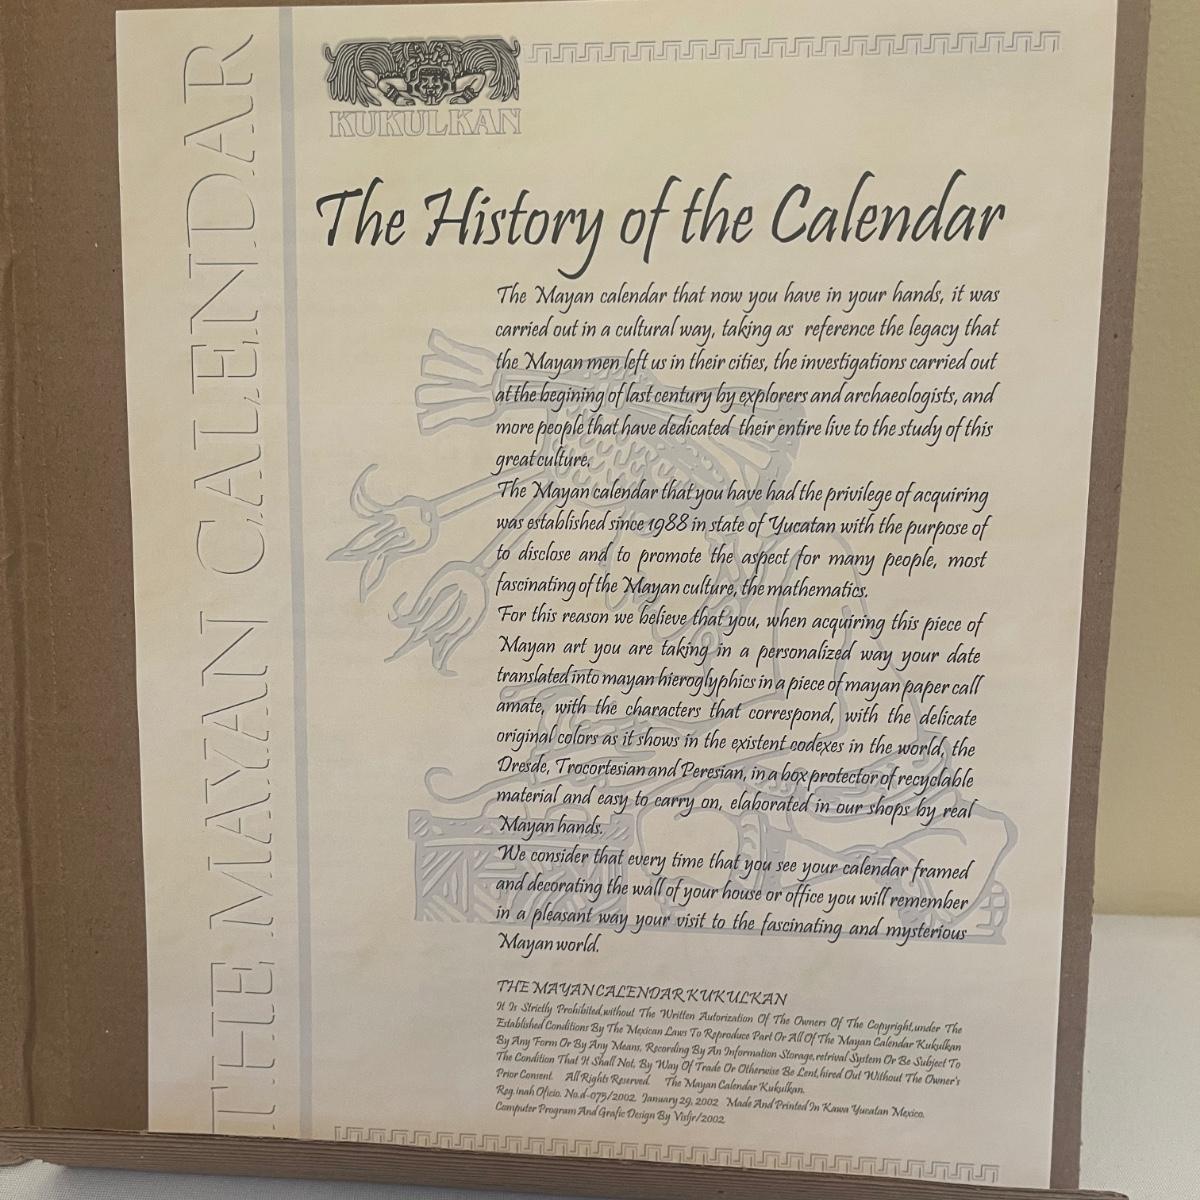 THE MAYAN CALENDAR
KUKULKAN
The History of the Calendar
The Mayan calendar that now you have in your hands, it was
carried out in a cultural way, taking as reference the legacy that
the Mayan men left us in their cities, the investigations carried out
at the begining of last century by explorers and archaeologists, and
more people that have dedicated their entire live to the study of this
great culture.
The Mayan calendar that you have had the privilege of acquiring
was established since 1988 in state of Yucatan with the purpose of
to disclose and to promote the aspect for many people, most
fascinating of the Mayan culture, the mathematics.
For this reason we believe that you, when acquiring this piece of
Mayan art you are taking in a personalized way your date
translated into mayan hieroglyphics in a piece of mayan paper call
amate, with the characters that correspond, with the delicate
original colors as it shows in the existent codexes in the world, the
Dresde, Trocortesian and Peresian, in a box protector of recyclable
material and easy to carry on, elaborated in our shops by real
Mayan hands.
We consider that every time that you see your calendar framed
and decorating the wall of your house or office you will remember
in a pleasant way your visit to the fascinating and mysterious
Mayan world.
THE MAYAN CALENDAR KUKULKAN
It Is Strictly Prohibited,without The Written Autorization Of The Owners Of The Copyright,under The
Established Conditions By The Mexican Laws To Reproduce Part Or All Of The Mayan Calendar Kukulkan
By Any Form Or By Any Means, Recording By An Information Storage,retrival System Or Be Subject To
The Condition That It Shall Not, By Way Of Trade Or Otherwise Be Lent,hired Out Without The Owner's
Prior Consent. All Rights Reserved. The Mayan Calendar Kukulkan.
Reg.inah Oficio. No.d-075/2002 January 29, 2002 Made And Printed In Kawa Yucatan Mexico.
Computer Program And Grafic Design By Visfjr/2002